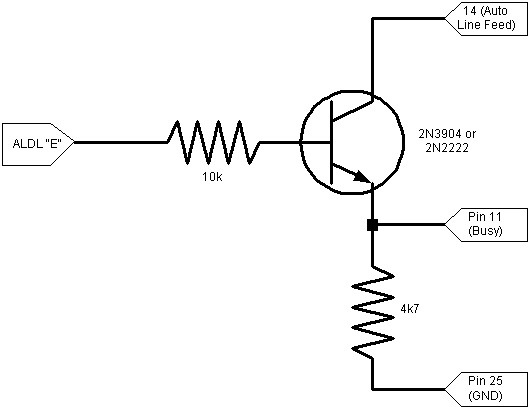 14 (Auto
Line Feed)
ALDL "E"
10k
2N3904 or
2N2222
Pin 11
(Busy)
4k7
Pin 25
(GND)